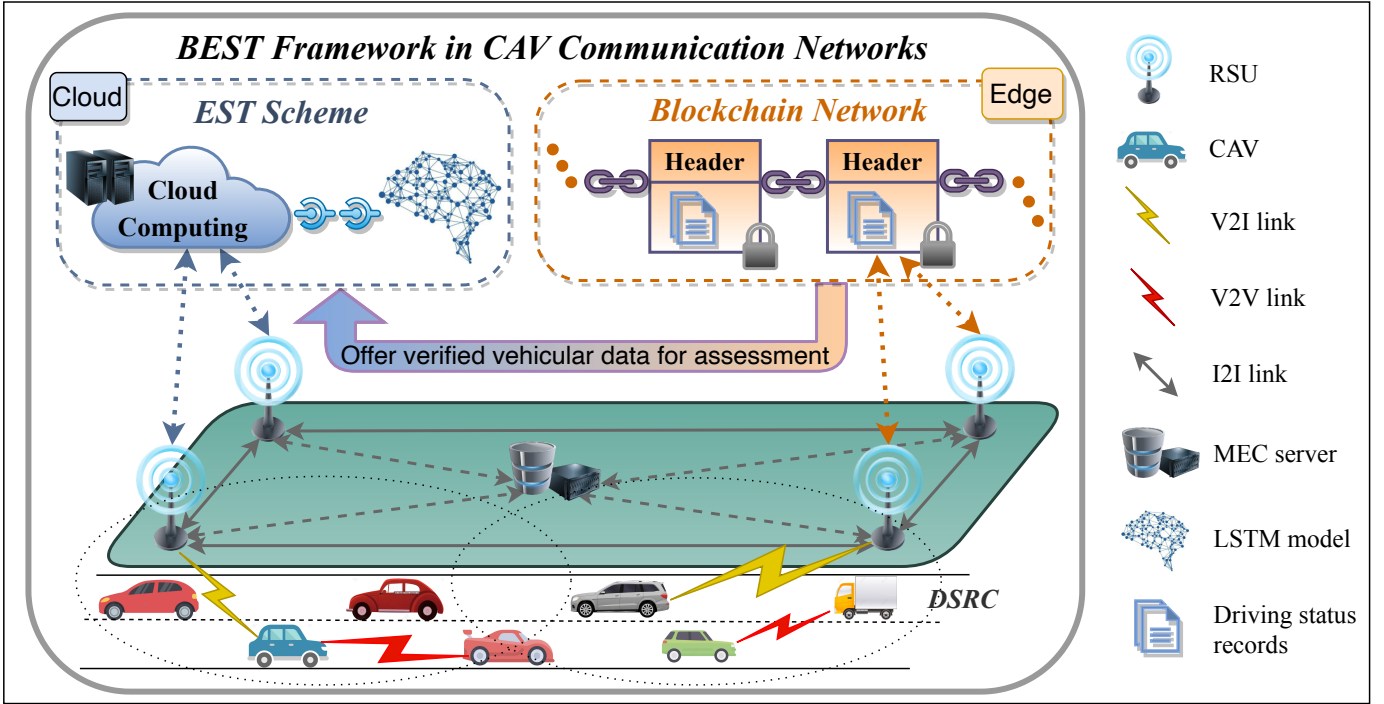 BEST Framework in CAV Communication Networks
Cloud
EST Scheme
Cloud
Computing
Edge
Blockchain Network
Header
Header
Offer verified vehicular data for assessment
DSRC
RSU
CAV
V2I link
V2V link
I2I link
MEC server
LSTM model
Driving status
records